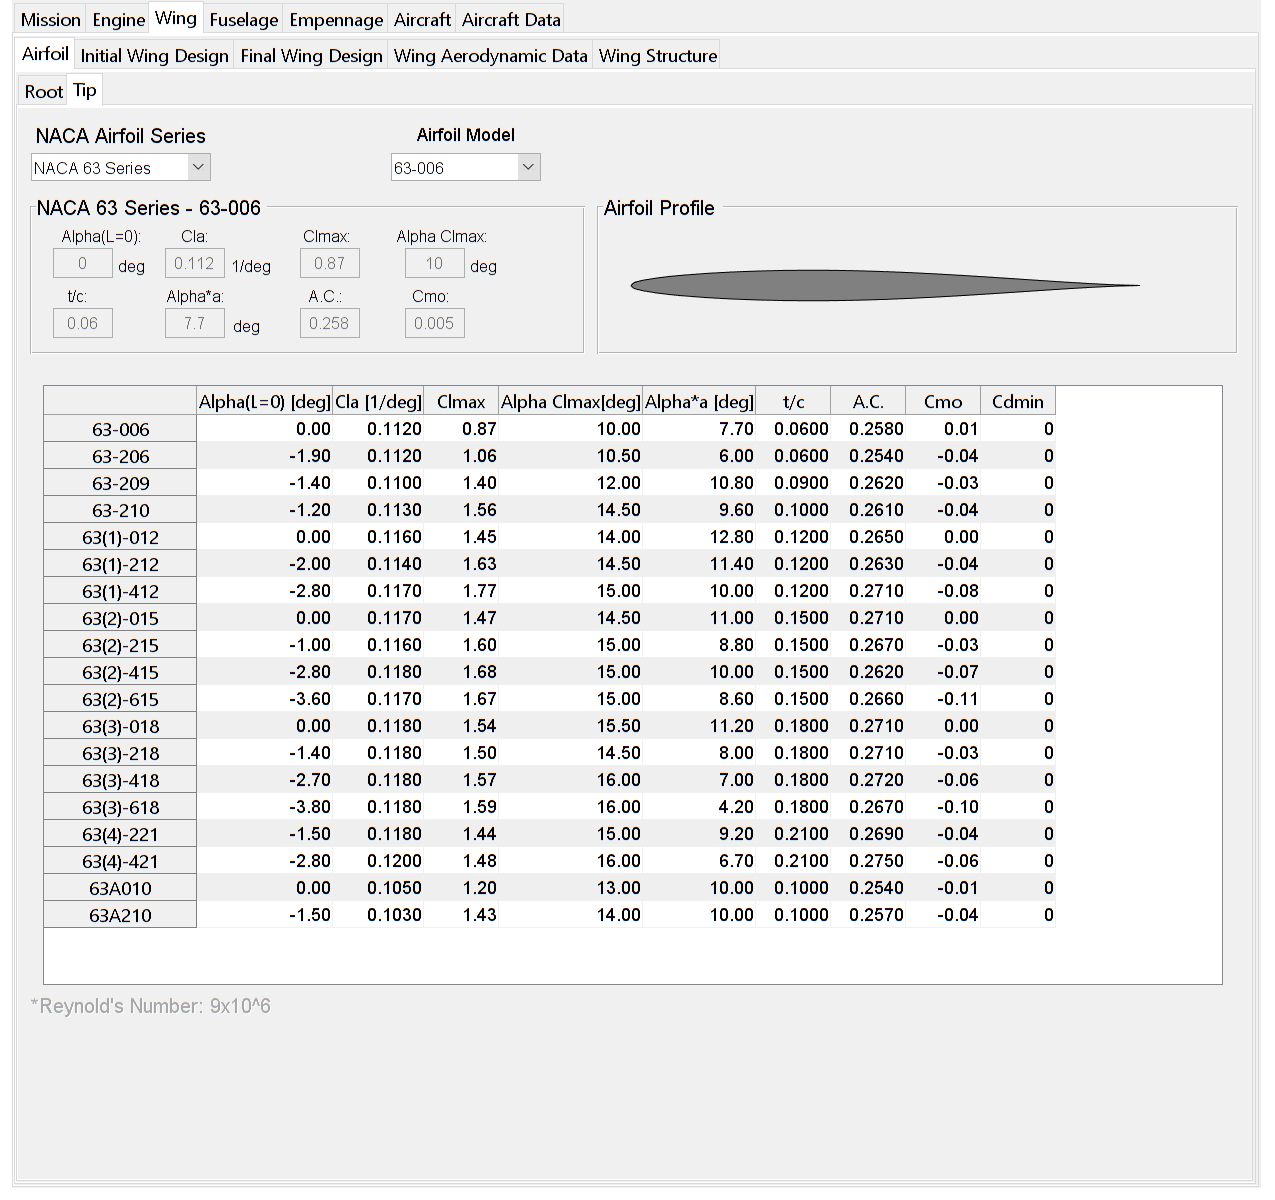 Mission Engine Wing Fuselage Empennage Aircraft Aircraft Data
Airfoil Initial Wing Design Final Wing Design Wing Aerodynamic Data Wing Structure
Root Tip
NACA Airfoil Series Airfoil Model
NACA 63 Series 63-006
NACA 63 Series - 63-006 Airfoil Profile
Alpha(L=0): Cla: Clmax: Alpha Clmax:
0 deg 0.112 1/deg 0.87 10 deg
t/c: Alpha*a: A.C.: Cmo:
0.06 7.7 deg 0.258 0.005
Alpha(L=0) [deg] Cla [1/deg] Clmax Alpha Clmax[deg] Alpha*a [deg] t/c A.C. Cmo Cdmin
63-006 0.00 0.1120 0.87 10.00 7.70 0.0600 0.2580 0.01 0
63-206 -1.90 0.1120 1.06 10.50 6.00 0.0600 0.2540 -0.04 0
63-209 -1.40 0.1100 1.40 12.00 10.80 0.0900 0.2620 -0.03 0
63-210 -1.20 0.1130 1.56 14.50 9.60 0.1000 0.2610 -0.04 0
63(1)-012 0.00 0.1160 1.45 14.00 12.80 0.1200 0.2650 0.00 0
63(1)-212 -2.00 0.1140 1.63 14.50 11.40 0.1200 0.2630 -0.04 0
63(1)-412 -2.80 0.1170 1.77 15.00 10.00 0.1200 0.2710 -0.08 0
63(2)-015 0.00 0.1170 1.47 14.50 11.00 0.1500 0.2710 0.00 0
63(2)-215 -1.00 0.1160 1.60 15.00 8.80 0.1500 0.2670 -0.03 0
63(2)-415 -2.80 0.1180 1.68 15.00 10.00 0.1500 0.2620 -0.07 0
63(2)-615 -3.60 0.1170 1.67 15.00 8.60 0.1500 0.2660 -0.11 0
63(3)-018 0.00 0.1180 1.54 15.50 11.20 0.1800 0.2710 0.00 0
63(3)-218 -1.40 0.1180 1.50 14.50 8.00 0.1800 0.2710 -0.03 0
63(3)-418 -2.70 0.1180 1.57 16.00 7.00 0.1800 0.2720 -0.06 0
63(3)-618 -3.80 0.1180 1.59 16.00 4.20 0.1800 0.2670 -0.10 0
63(4)-221 -1.50 0.1180 1.44 15.00 9.20 0.2100 0.2690 -0.04 0
63(4)-421 -2.80 0.1200 1.48 16.00 6.70 0.2100 0.2750 -0.06 0
63A010 0.00 0.1050 1.20 13.00 10.00 0.1000 0.2540 -0.01 0
63A210 -1.50 0.1030 1.43 14.00 10.00 0.1000 0.2570 -0.04 0
*Reynold's Number: 9x10^6